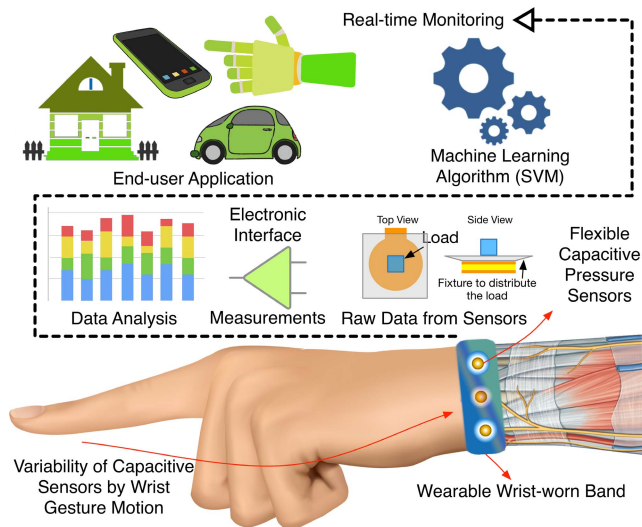 Real-time Monitoring
End-user Application
Machine Learning
Algorithm (SVM)
Data Analysis
Electronic
Interface
Measurements
Top View
Load
Side View
Fixture to distribute
the load
Raw Data from Sensors
Flexible
Capacitive
Pressure
Sensors
Variability of Capacitive
Sensors by Wrist
Gesture Motion
Wearable Wrist-worn Band